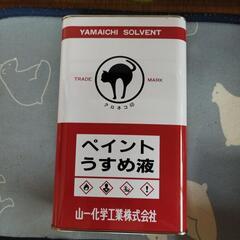 YAMAICHI SOLVENT
TRADE MARK
クロネコ印
ペイント
うすめ液
山一化学工業株式会社